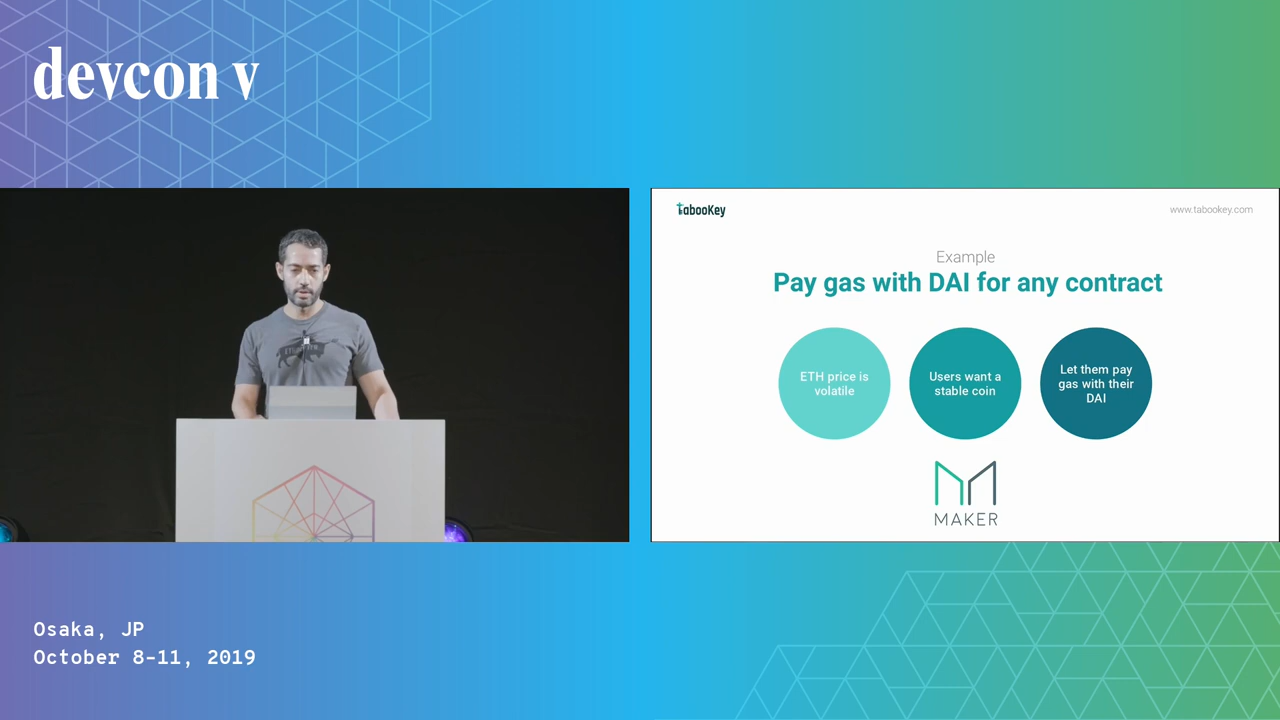 devcon v
TabooKey
www.tabookey.com
Example
Pay gas with DAI for any contract
ETH price is
volatile
Users want a
stable coin
Let them pay
gas with their
DAI
MAKER
Osaka, JP
October 8-11, 2019